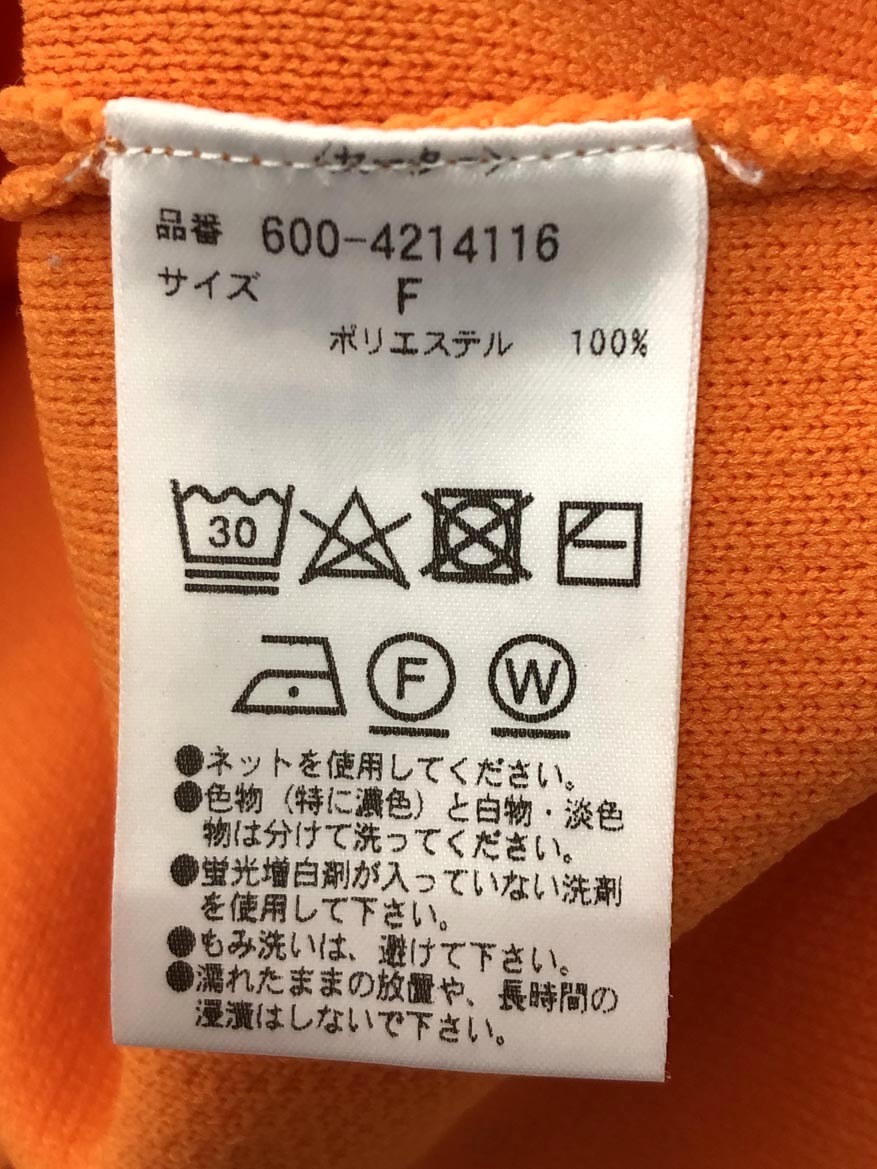 品番 600-4214116
サイズ F
ポリエステル 100%
30
F W
●ネットを使用してください。
●色物（特に濃色）と白物・淡色
物は分けて洗ってください。
●蛍光増白剤が入っていない洗剤
を使用して下さい。
●もみ洗いは、避けて下さい。
●濡れたままの放置や、長時間の
浸漬はしないで下さい。